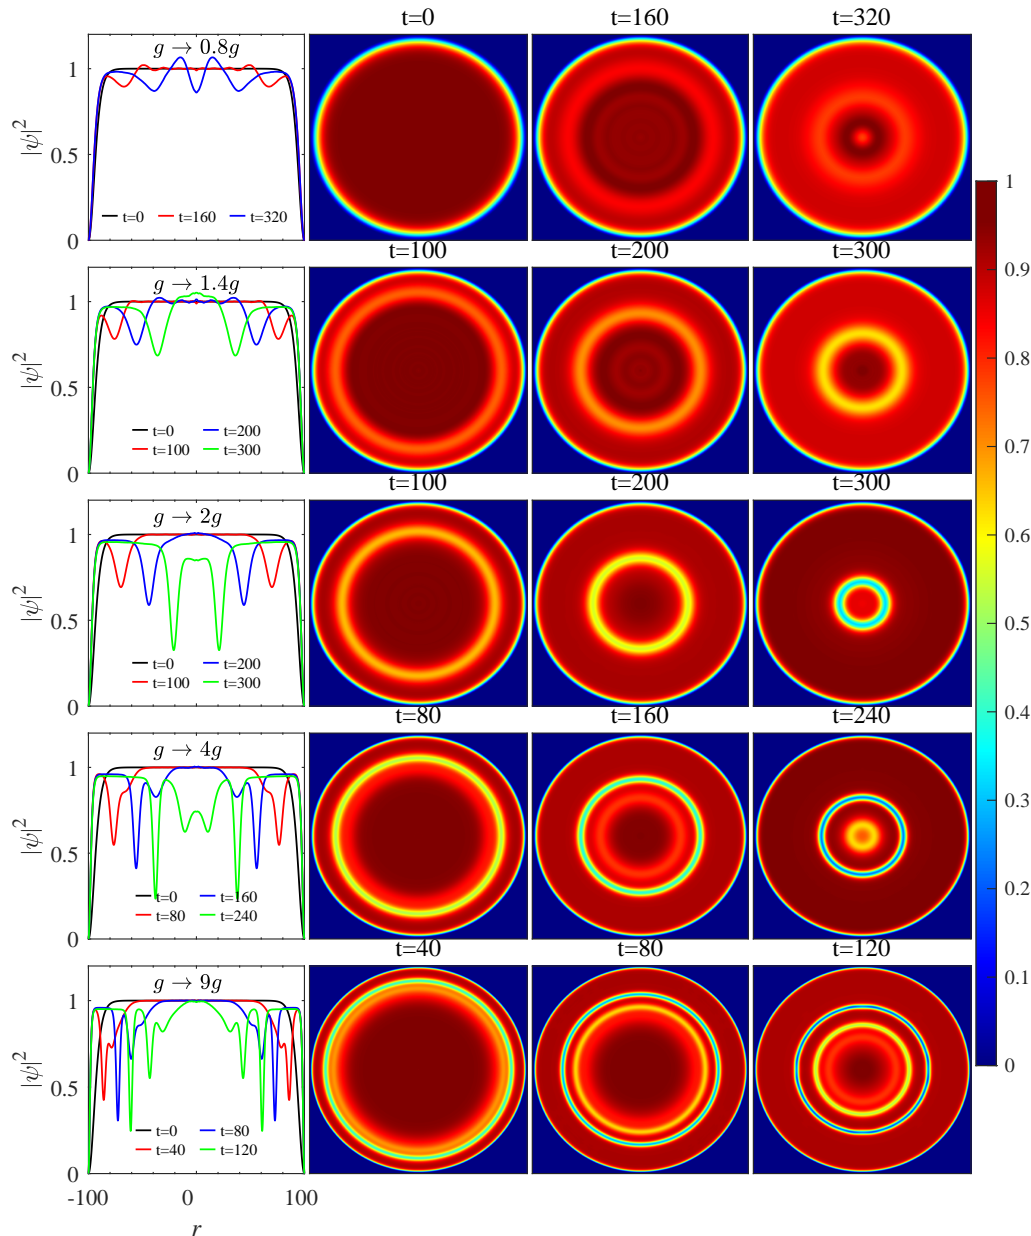 t=0 t=160 t=320
g → 0.8g
1
0.5
0
|ψ|²
t=0 t=160 t=320
t=100 t=200 t=300
g → 1.4g
1
0.5
0
|ψ|²
t=0 t=200
t=100 t=300
t=100 t=200 t=300
g → 2g
1
0.5
0
|ψ|²
t=0 t=200
t=100 t=300
t=80 t=160 t=240
g → 4g
1
0.5
0
|ψ|²
t=0 t=160
t=80 t=240
t=40 t=80 t=120
g → 9g
1
0.5
0
|ψ|²
t=0 t=80
t=40 t=120
-100 0 100
r
1
0.9
0.8
0.7
0.6
0.5
0.4
0.3
0.2
0.1
0